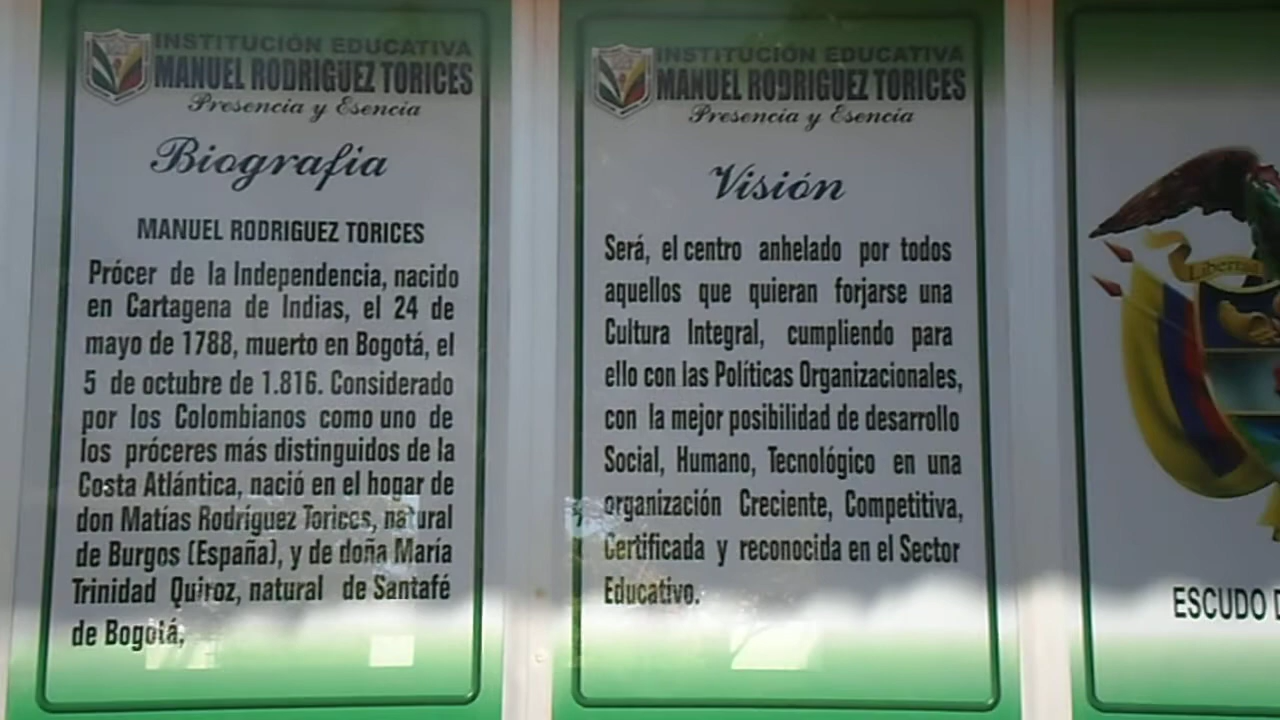 INSTITUCIÓN EDUCATIVA
MANUEL RODRIGUEZ TORICES
Presencia y Esencia
Biografia
MANUEL RODRIGUEZ TORICES
Prócer de la Independencia, nacido
en Cartagena de Indias, el 24 de
mayo de 1788, muerto en Bogotá, el
5 de octubre de 1.816. Considerado
por los Colombianos como uno de
los próceres más distinguidos de la
Costa Atlántica, nació en el hogar de
don Matías Rodríguez Torices, natural
de Burgos (España), y de doña María
Trinidad Quiroz, natural de Santafé
de Bogotá,
INSTITUCIÓN EDUCATIVA
MANUEL RODRIGUEZ TORICES
Presencia y Esencia
Visión
Será, el centro anhelado por todos
aquellos que quieran forjarse una
Cultura Integral, cumpliendo para
ello con las Políticas Organizacionales,
con la mejor posibilidad de desarrollo
Social, Humano, Tecnológico en una
organización Creciente, Competitiva,
Certificada y reconocida en el Sector
Educativo.
ESCUDO